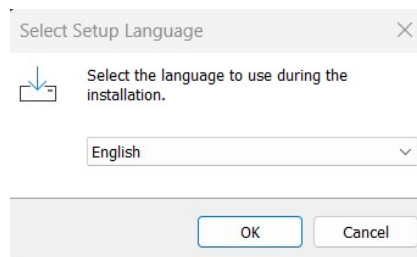 Select Setup Language
Select the language to use during the
installation.
English
OK
Cancel